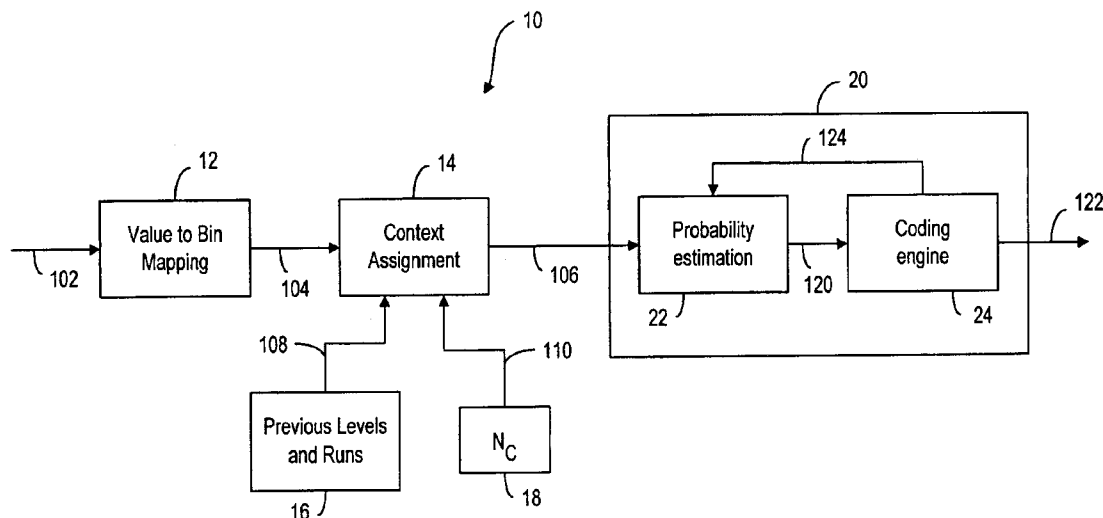 10
20
124
12
14
122
Value to Bin
Mapping
Context
Assignment
Probability
estimation
Coding
engine
102
104
106
120
22
24
108
110
Previous Levels
and Runs
N_C
16
18